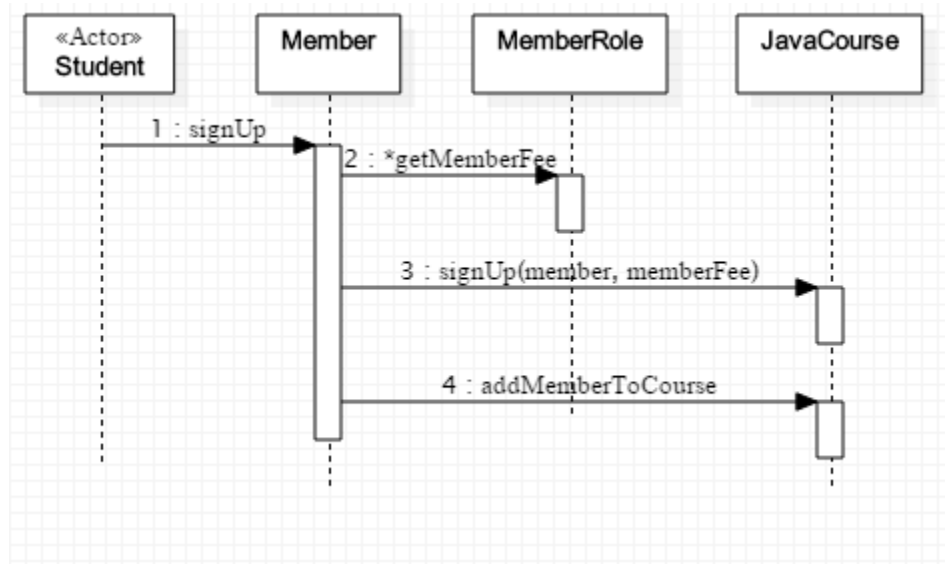 «Actor»
Student
Member
MemberRole
JavaCourse
1 : signUp
2 : *getMemberFee
3 : signUp(member, memberFee)
4 : addMemberToCourse